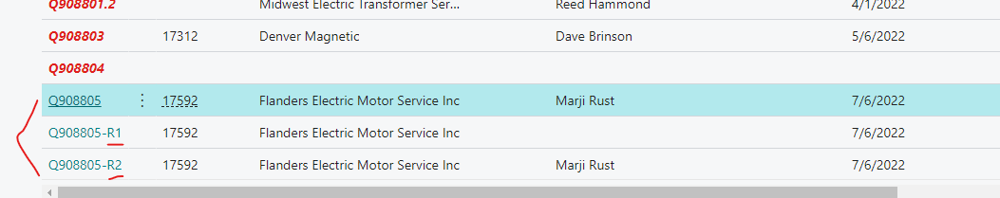 Q908801.2 Midwest Electric Transformer Ser... Reed Hammond 4/1/2022
Q908803 17312 Denver Magnetic Dave Brinson 5/6/2022
Q908804
Q908805 17592 Flanders Electric Motor Service Inc Marji Rust 7/6/2022
Q908805-R1 17592 Flanders Electric Motor Service Inc 7/6/2022
Q908805-R2 17592 Flanders Electric Motor Service Inc Marji Rust 7/6/2022